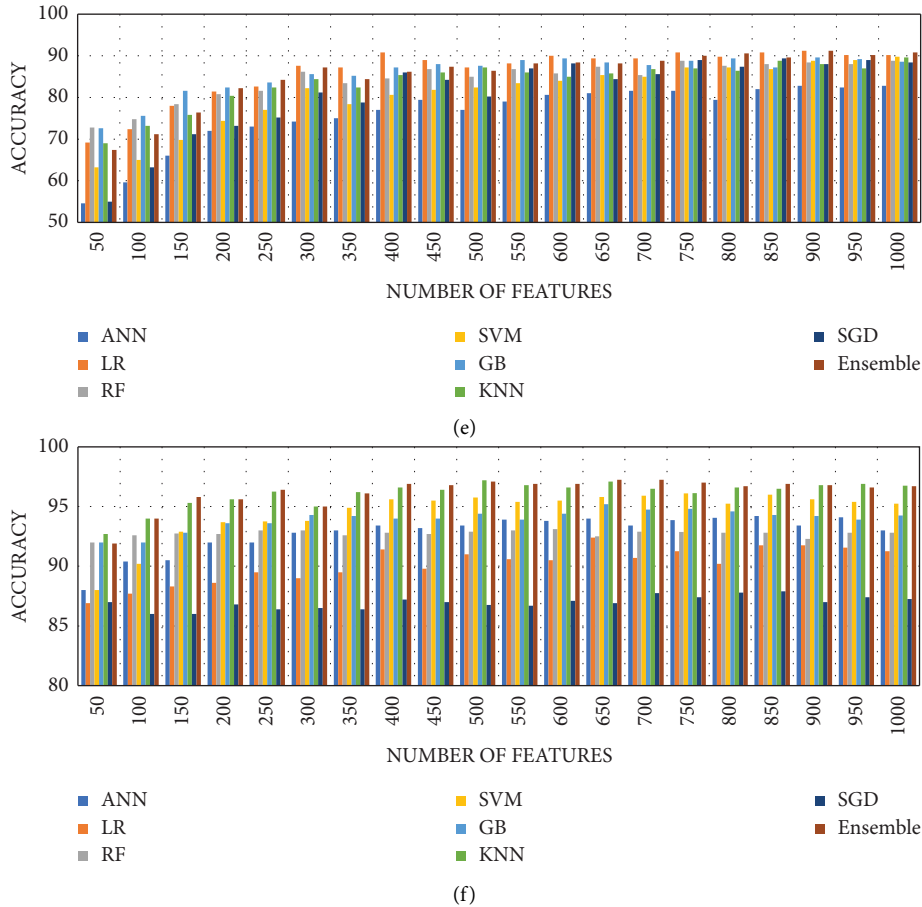 100
90
80
70
60
50
ACCURACY
50 100 150 200 250 300 350 400 450 500 550 600 650 700 750 800 850 900 950 1000
NUMBER OF FEATURES
ANN SVM SGD
LR GB Ensemble
RF KNN
(e)
100
95
90
85
80
ACCURACY
50 100 150 200 250 300 350 400 450 500 550 600 650 700 750 800 850 900 950 1000
NUMBER OF FEATURES
ANN SVM SGD
LR GB Ensemble
RF KNN
(f)